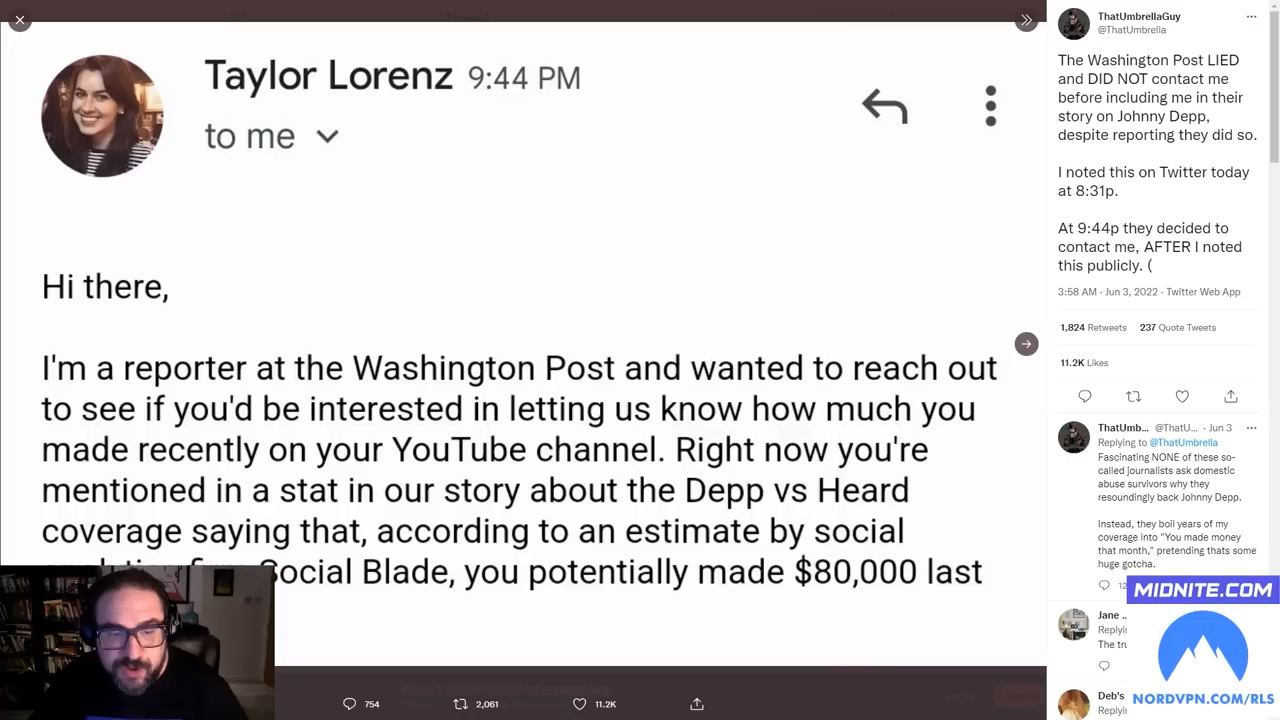 Taylor Lorenz 9:44 PM
to me
Hi there,
I'm a reporter at the Washington Post and wanted to reach out
to see if you'd be interested in letting us know how much you
made recently on your YouTube channel. Right now you're
mentioned in a stat in our story about the Depp vs Heard
coverage saying that, according to an estimate by social
Social Blade, you potentially made $80,000 last
754
2,061
11.2K
ThatUmbrellaGuy
@ThatUmbrella
The Washington Post LIED
and DID NOT contact me
before including me in their
story on Johnny Depp,
despite reporting they did so.
I noted this on Twitter today
at 8:31p.
At 9:44p they decided to
contact me, AFTER I noted
this publicly. (
3:58 AM · Jun 3, 2022 · Twitter Web App
1,824 Retweets 237 Quote Tweets
11.2K Likes
ThatUmb... @ThatU... · Jun 3
Replying to @ThatUmbrella
Fascinating NONE of these so-
called journalists ask domestic
abuse survivors why they
resoundingly back Johnny Depp.
Instead, they boil years of my
coverage into "You made money
that month," pretending thats some
huge gotcha.
MIDNITE.COM
Jane ..
Deb's
NORDVPN.COM/RLS